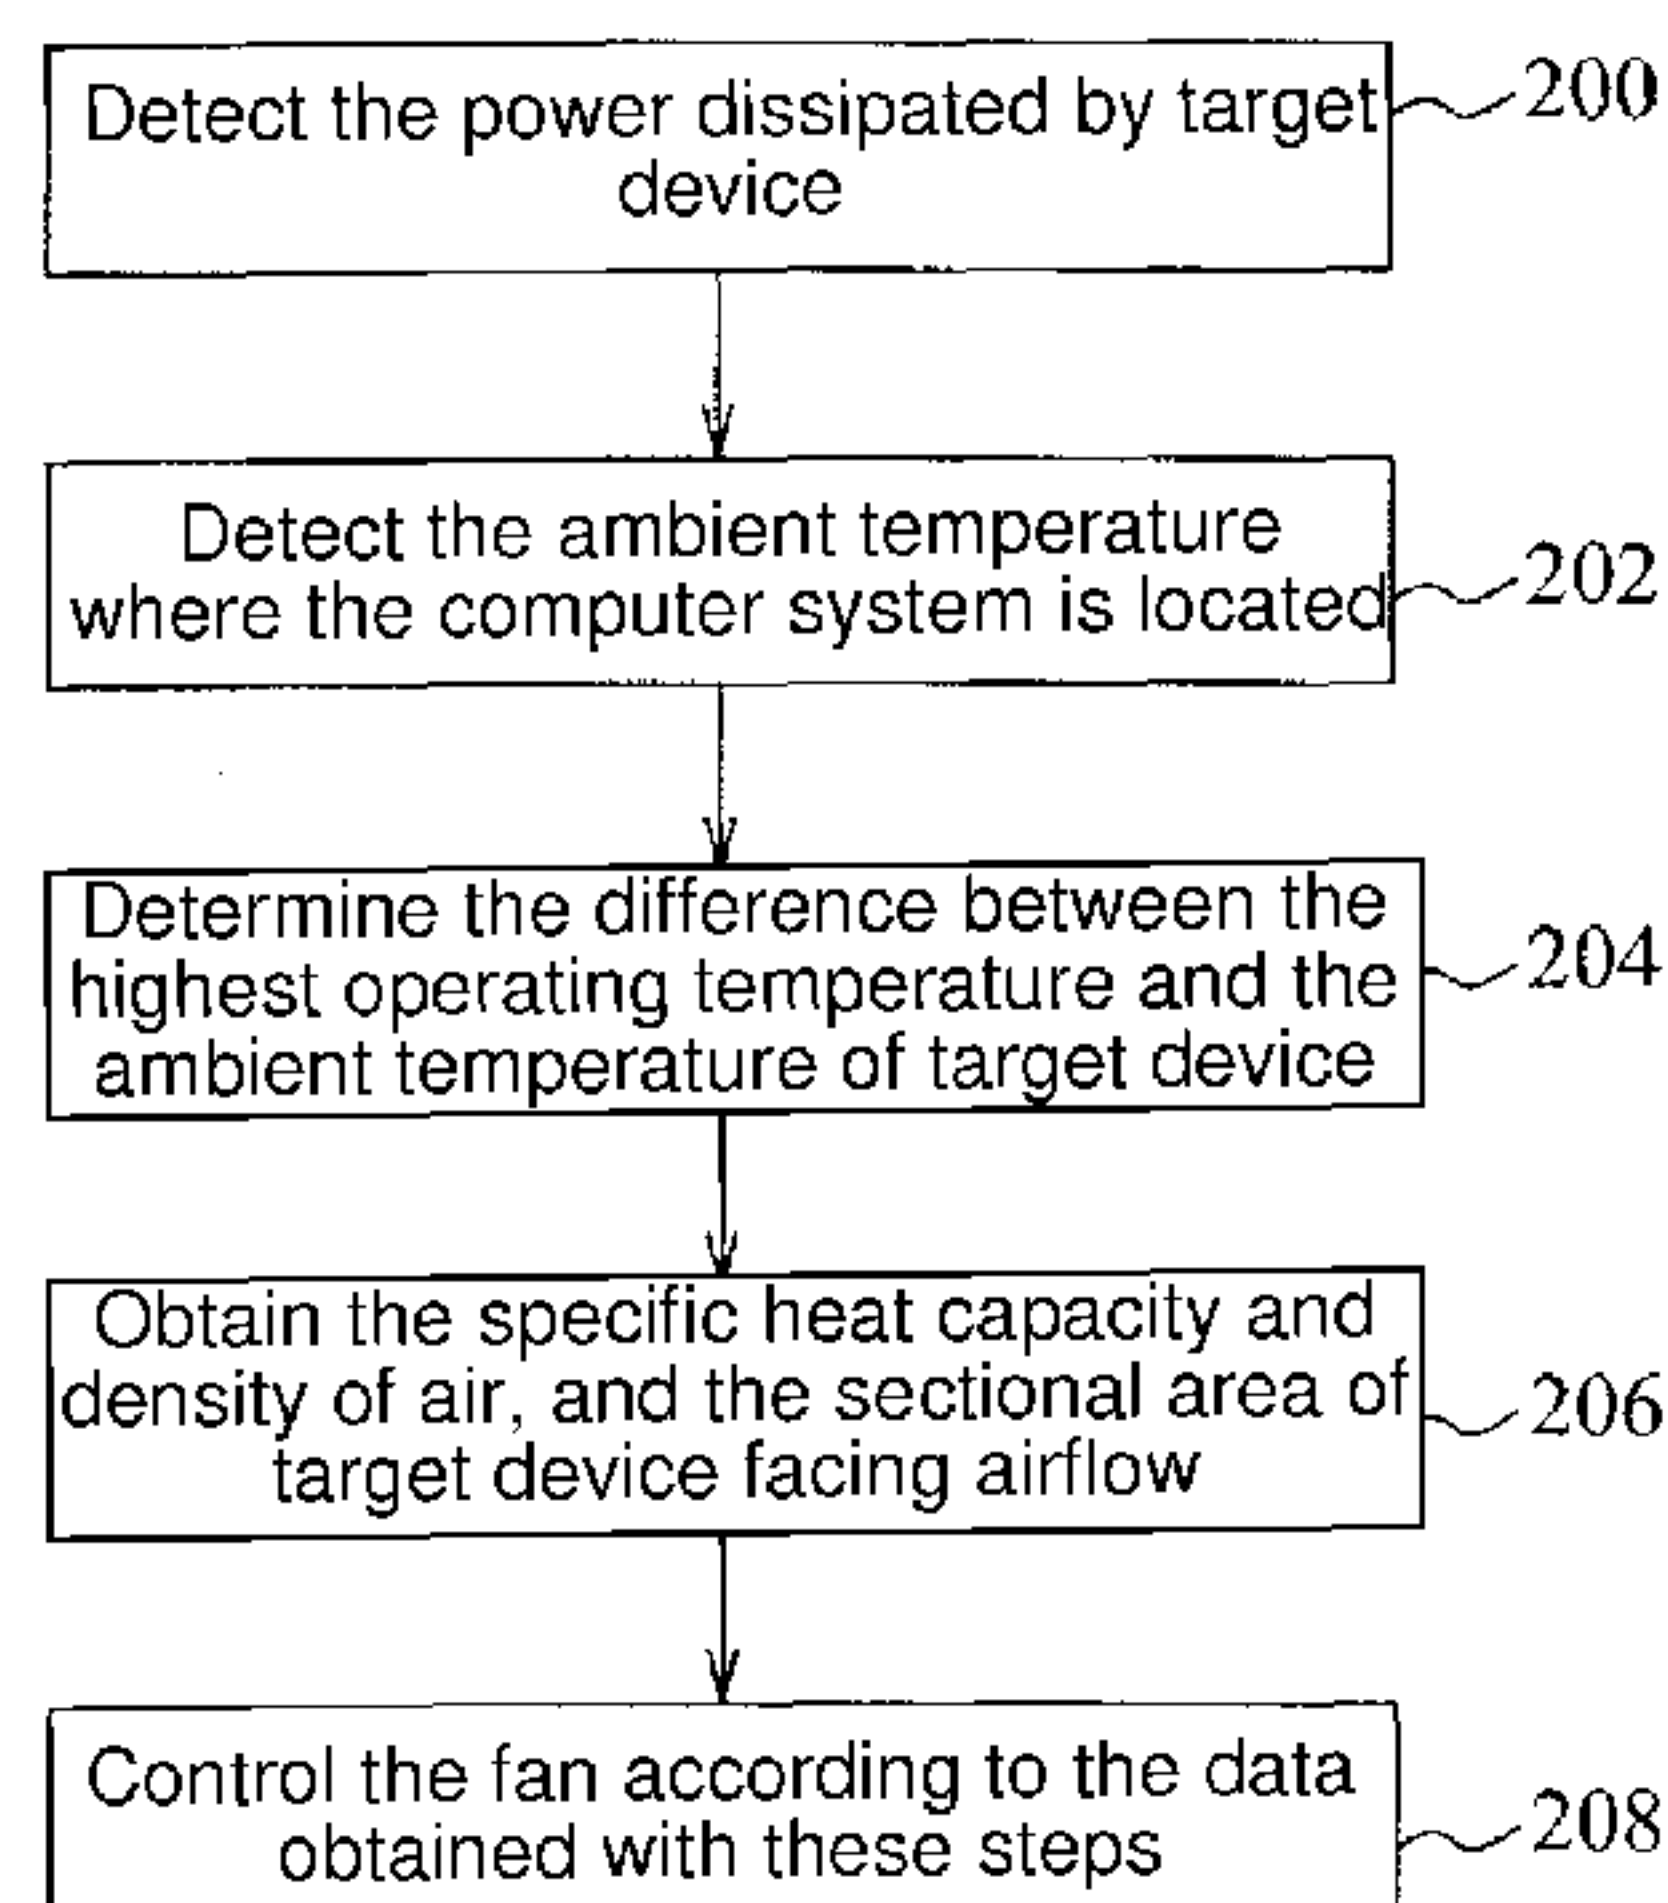 Detect the power dissipated by target
device
200
Detect the ambient temperature
where the computer system is located
202
Determine the difference between the
highest operating temperature and the
ambient temperature of target device
204
Obtain the specific heat capacity and
density of air, and the sectional area of
target device facing airflow
206
Control the fan according to the data
obtained with these steps
208